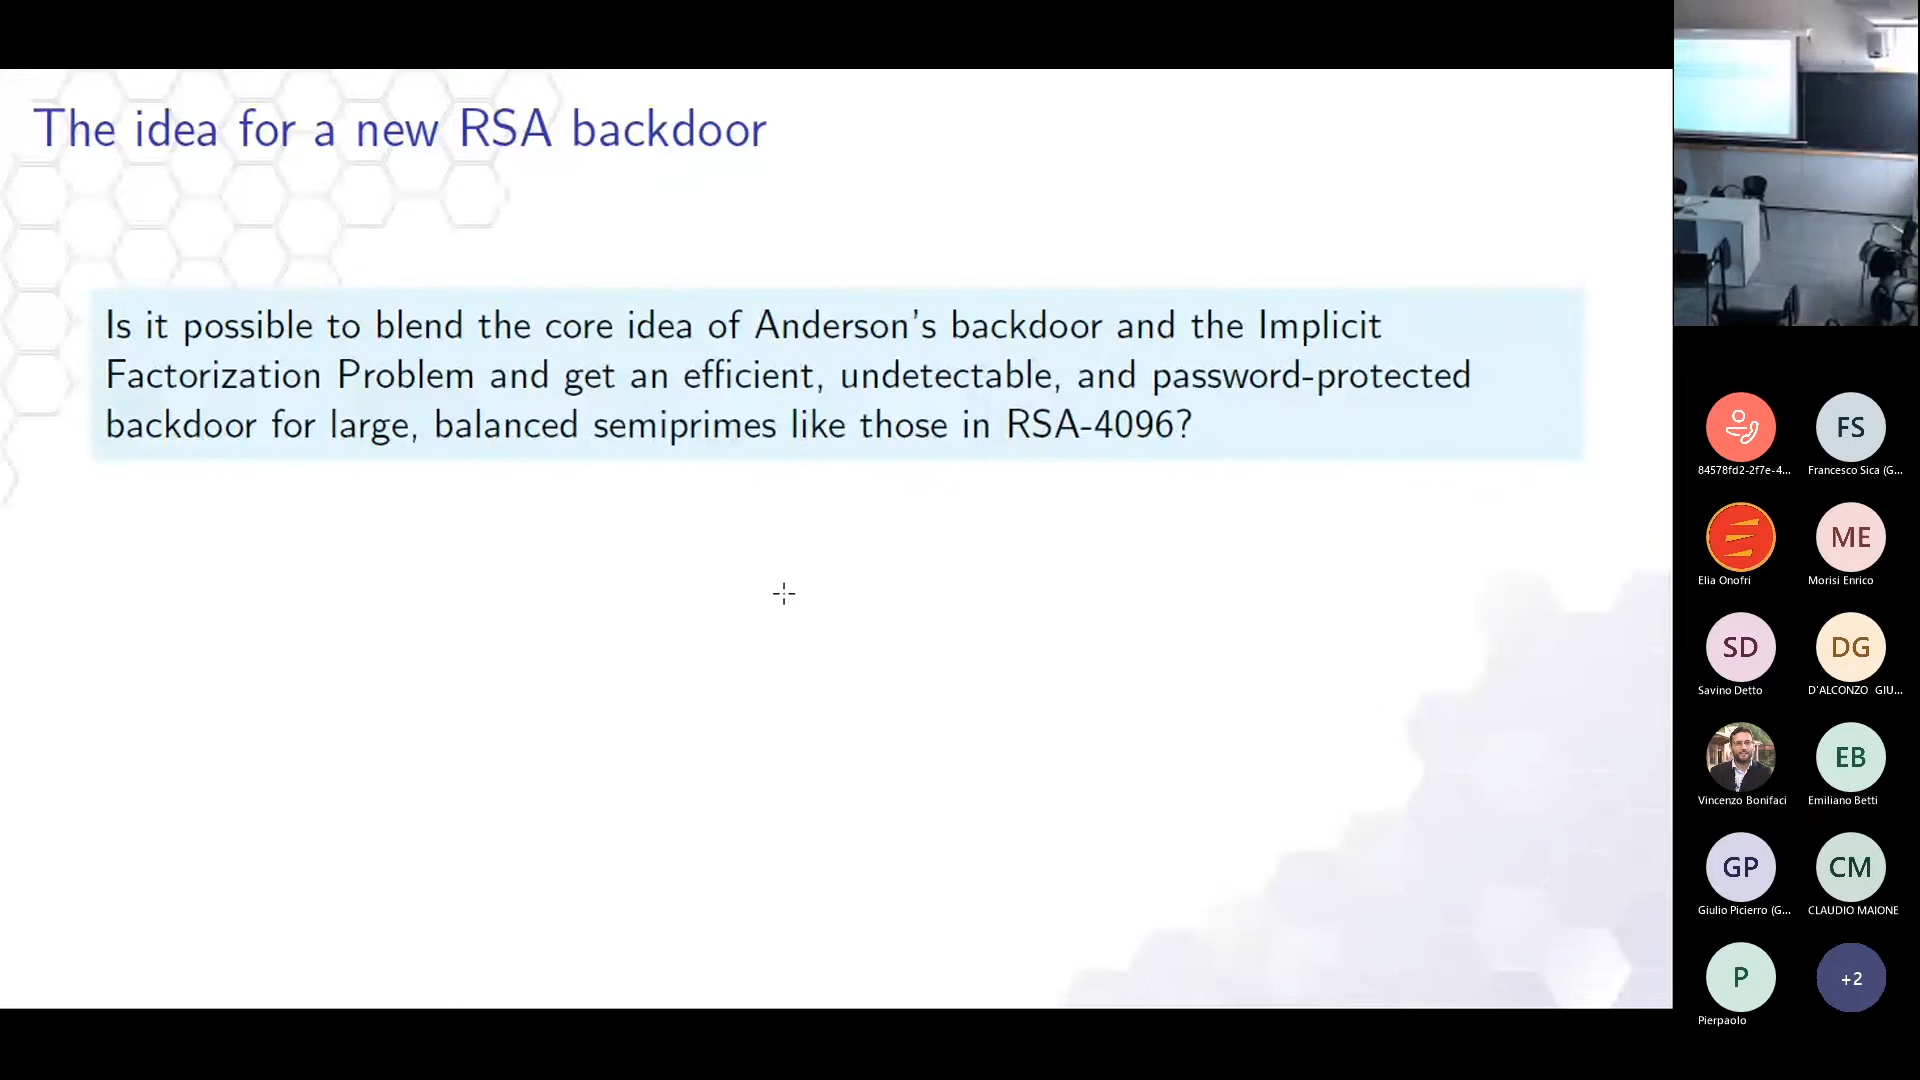 The idea for a new RSA backdoor
Is it possible to blend the core idea of Anderson's backdoor and the Implicit
Factorization Problem and get an efficient, undetectable, and password-protected
backdoor for large, balanced semiprimes like those in RSA-4096?
84578fd2-2f7e-4...
FS
Francesco Sica (G...
Elia Onofri
ME
Morisi Enrico
SD
Savino Detto
DG
D'ALCONZO GIU...
Vincenzo Bonifaci
EB
Emiliano Betti
GP
Giulio Picierro (G...
CM
CLAUDIO MAIONE
P
Pierpaolo
+2